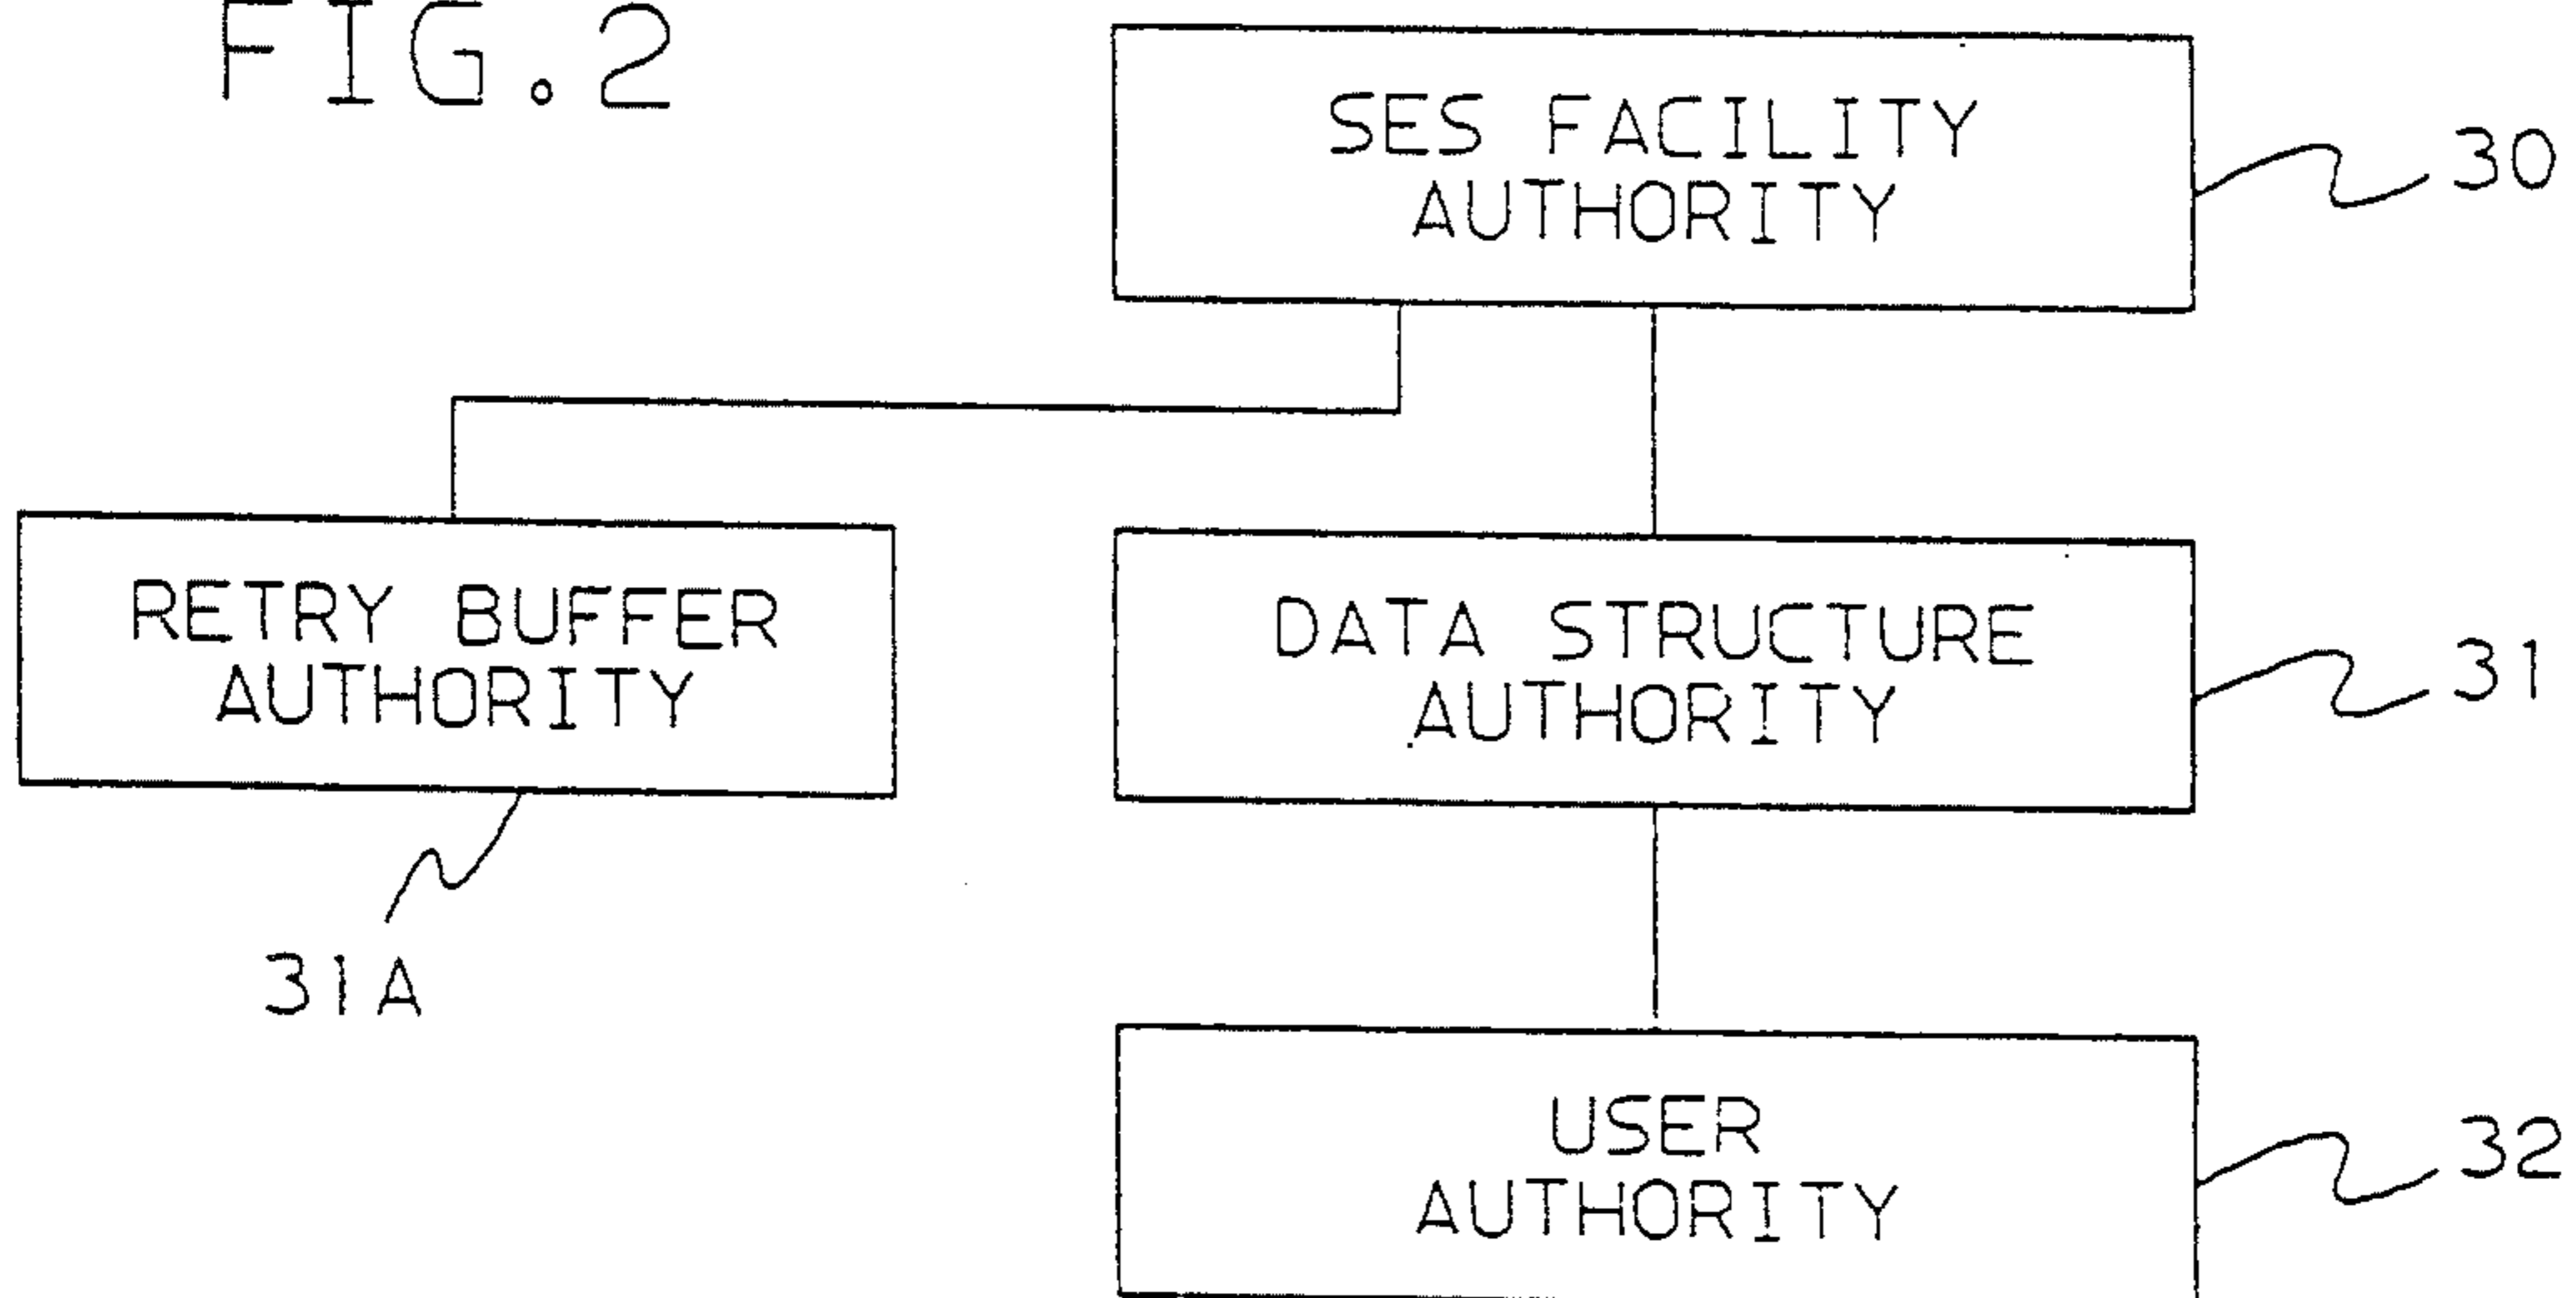 FIG.2
SES FACILITY
AUTHORITY
30
RETRY BUFFER
AUTHORITY
31A
DATA STRUCTURE
AUTHORITY
31
USER
AUTHORITY
32